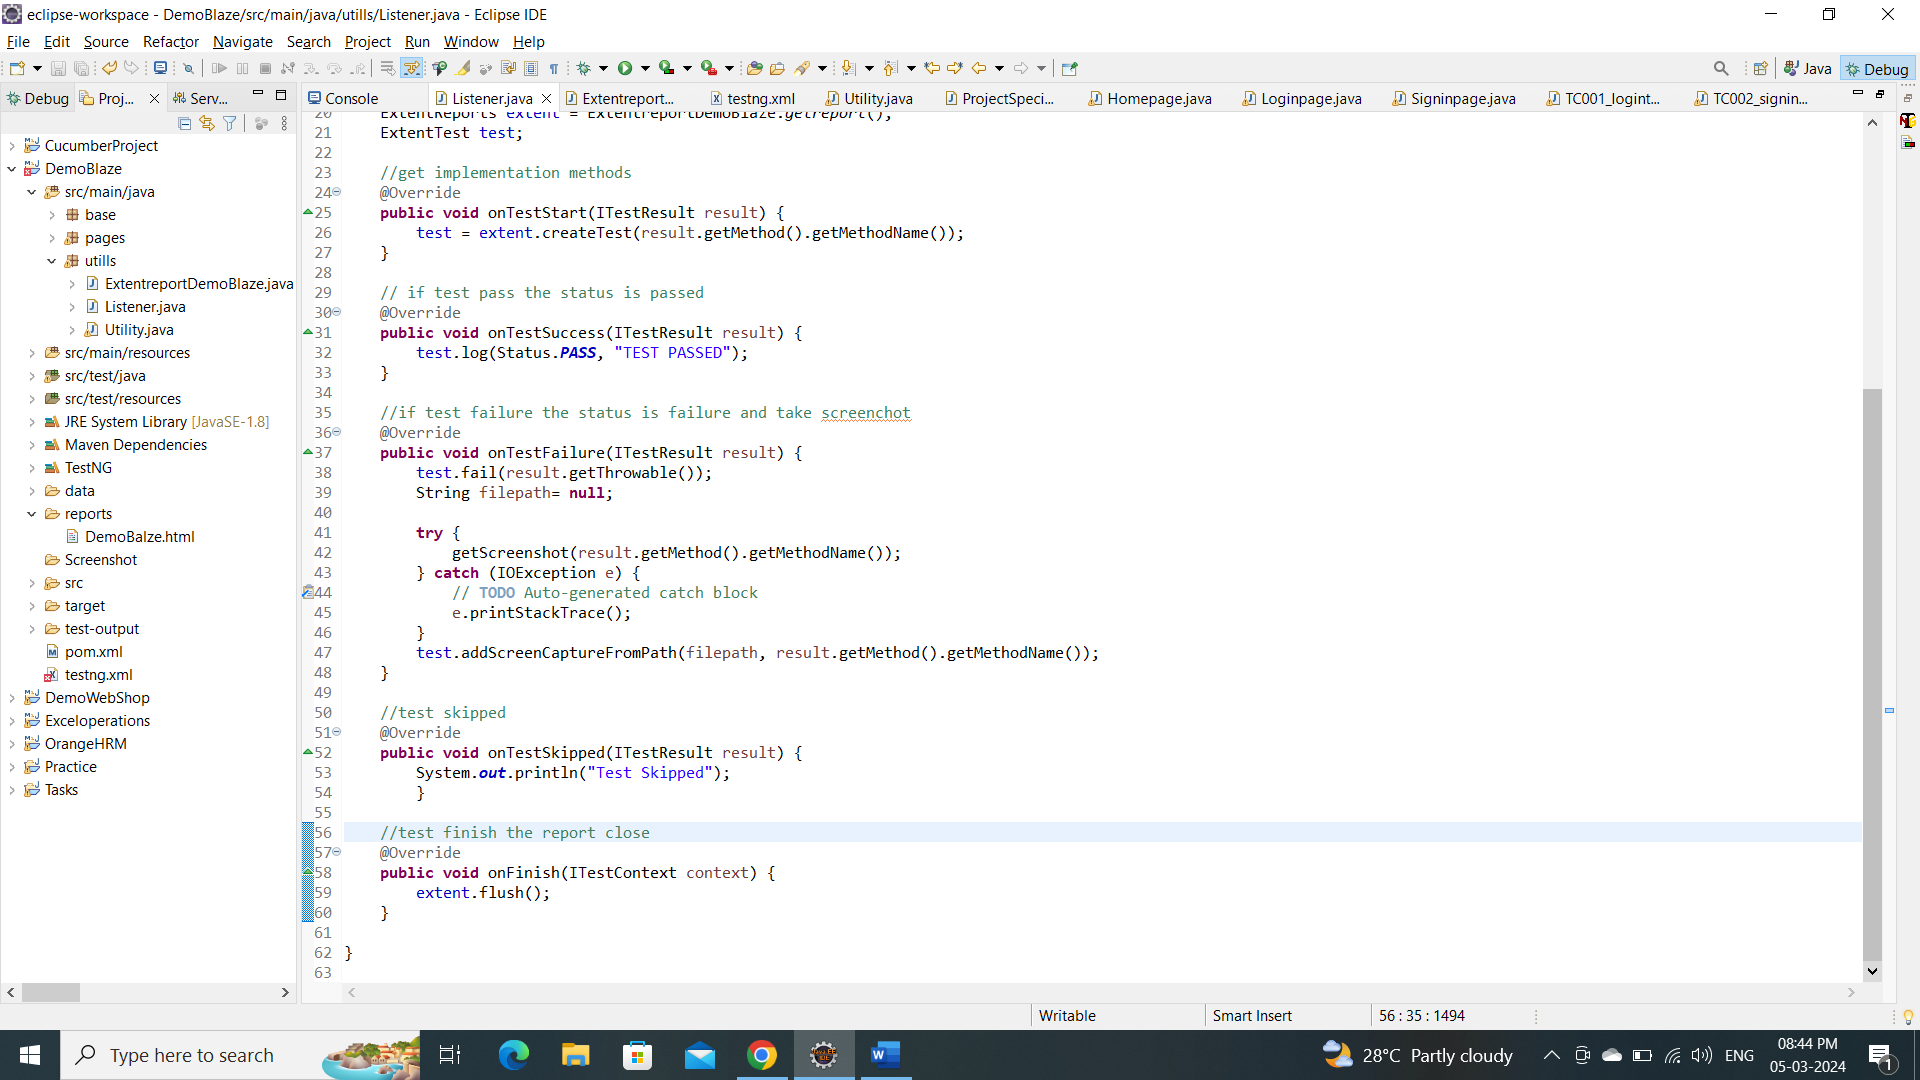 eclipse-workspace - DemoBlaze/src/main/java/utills/Listener.java - Eclipse IDE
File Edit Source Refactor Navigate Search Project Run Window Help
Java Debug
Debug Proj... Serv...
Console Listener.java Extentreport... testng.xml Utility.java ProjectSpeci... Homepage.java Loginpage.java Signinpage.java TC001_logint... TC002_signin...
CucumberProject
DemoBlaze
src/main/java
base
pages
utills
ExtentreportDemoBlaze.java
Listener.java
Utility.java
src/main/resources
src/test/java
src/test/resources
JRE System Library [JavaSE-1.8]
Maven Dependencies
TestNG
data
reports
DemoBalze.html
Screenshot
src
target
test-output
pom.xml
testng.xml
DemoWebShop
Exceloperations
OrangeHRM
Practice
Tasks
20 ExtentReports extent = ExtentreportDemoBlaze.getreport();
21 ExtentTest test;
22
23 //get implementation methods
24 @Override
25 public void onTestStart(ITestResult result) {
26 test = extent.createTest(result.getMethod().getMethodName());
27 }
28
29 // if test pass the status is passed
30 @Override
31 public void onTestSuccess(ITestResult result) {
32 test.log(Status.PASS, "TEST PASSED");
33 }
34
35 //if test failure the status is failure and take screenchot
36 @Override
37 public void onTestFailure(ITestResult result) {
38 test.fail(result.getThrowable());
39 String filepath= null;
40
41 try {
42 getScreenshot(result.getMethod().getMethodName());
43 } catch (IOException e) {
44 // TODO Auto-generated catch block
45 e.printStackTrace();
46 }
47 test.addScreenCaptureFromPath(filepath, result.getMethod().getMethodName());
48 }
49
50 //test skipped
51 @Override
52 public void onTestSkipped(ITestResult result) {
53 System.out.println("Test Skipped");
54 }
55
56 //test finish the report close
57 @Override
58 public void onFinish(ITestContext context) {
59 extent.flush();
60 }
61
62 }
63
Writable Smart Insert 56 : 35 : 1494
Type here to search
28°C Partly cloudy
ENG
08:44 PM
05-03-2024
1